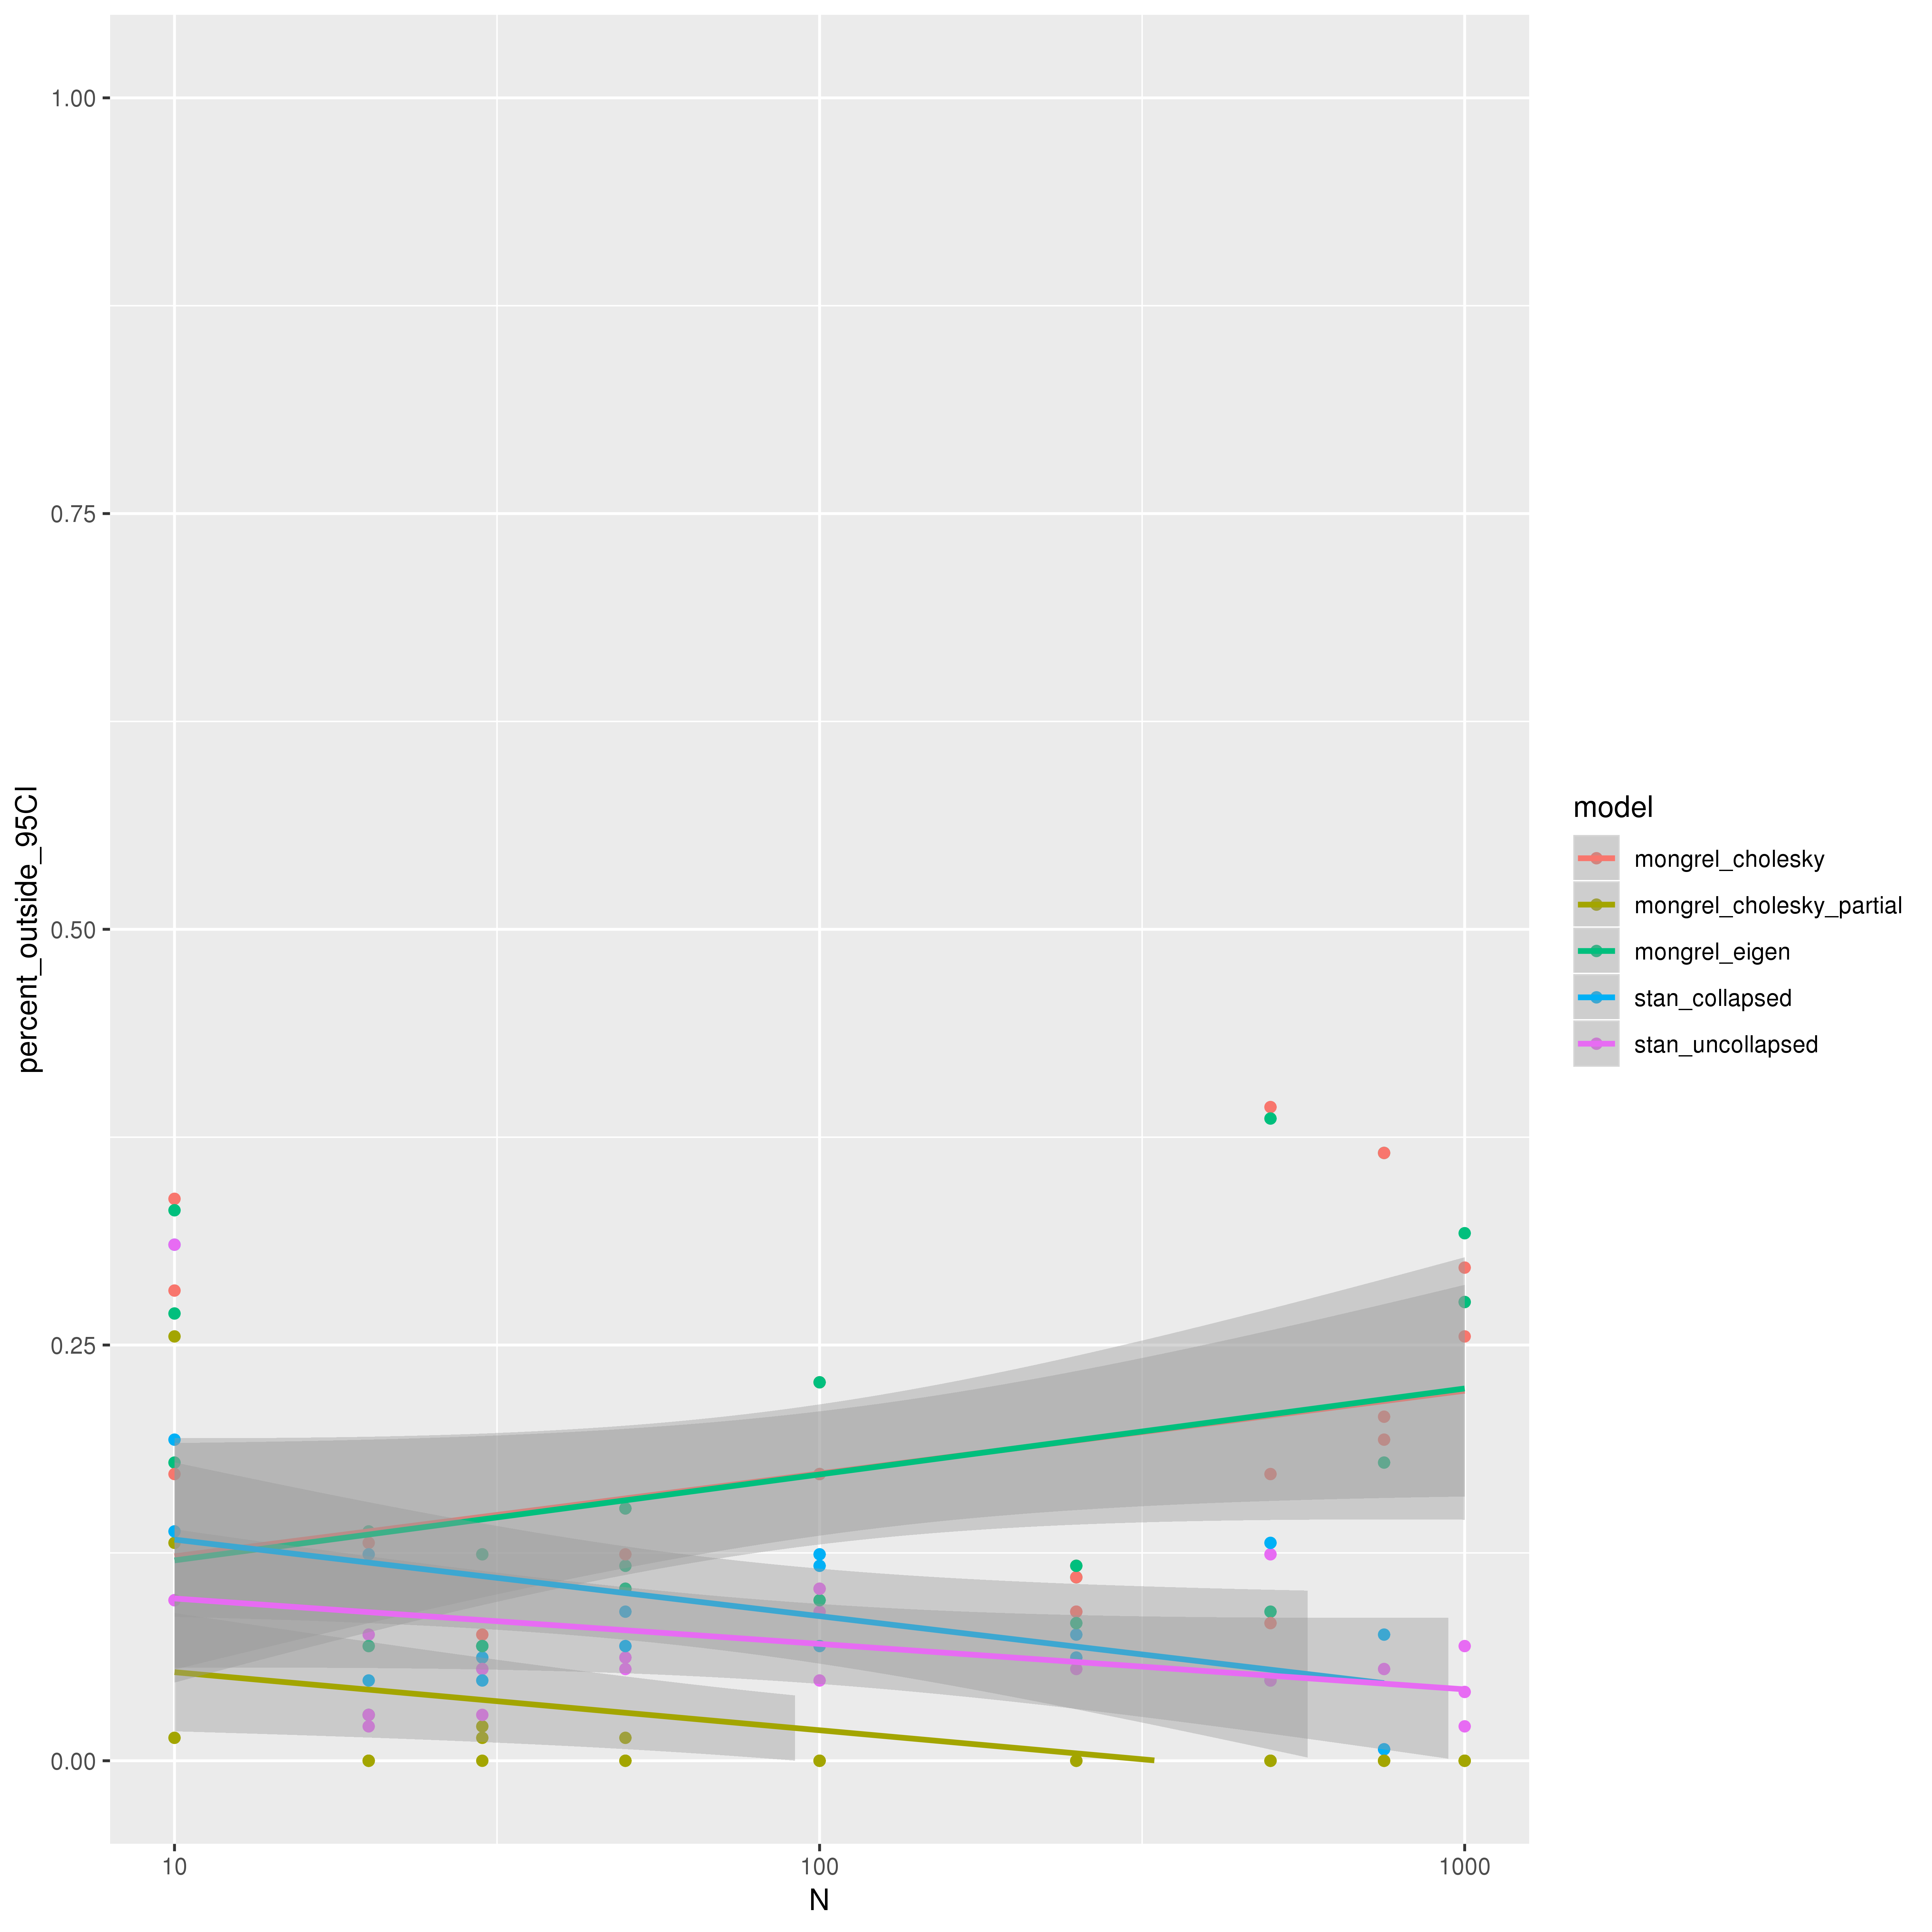 1.00
0.75
0.50
0.25
0.00
percent_outside_95CI
10
100
1000
N
model
mongrel_cholesky
mongrel_cholesky_partial
mongrel_eigen
stan_collapsed
stan_uncollapsed